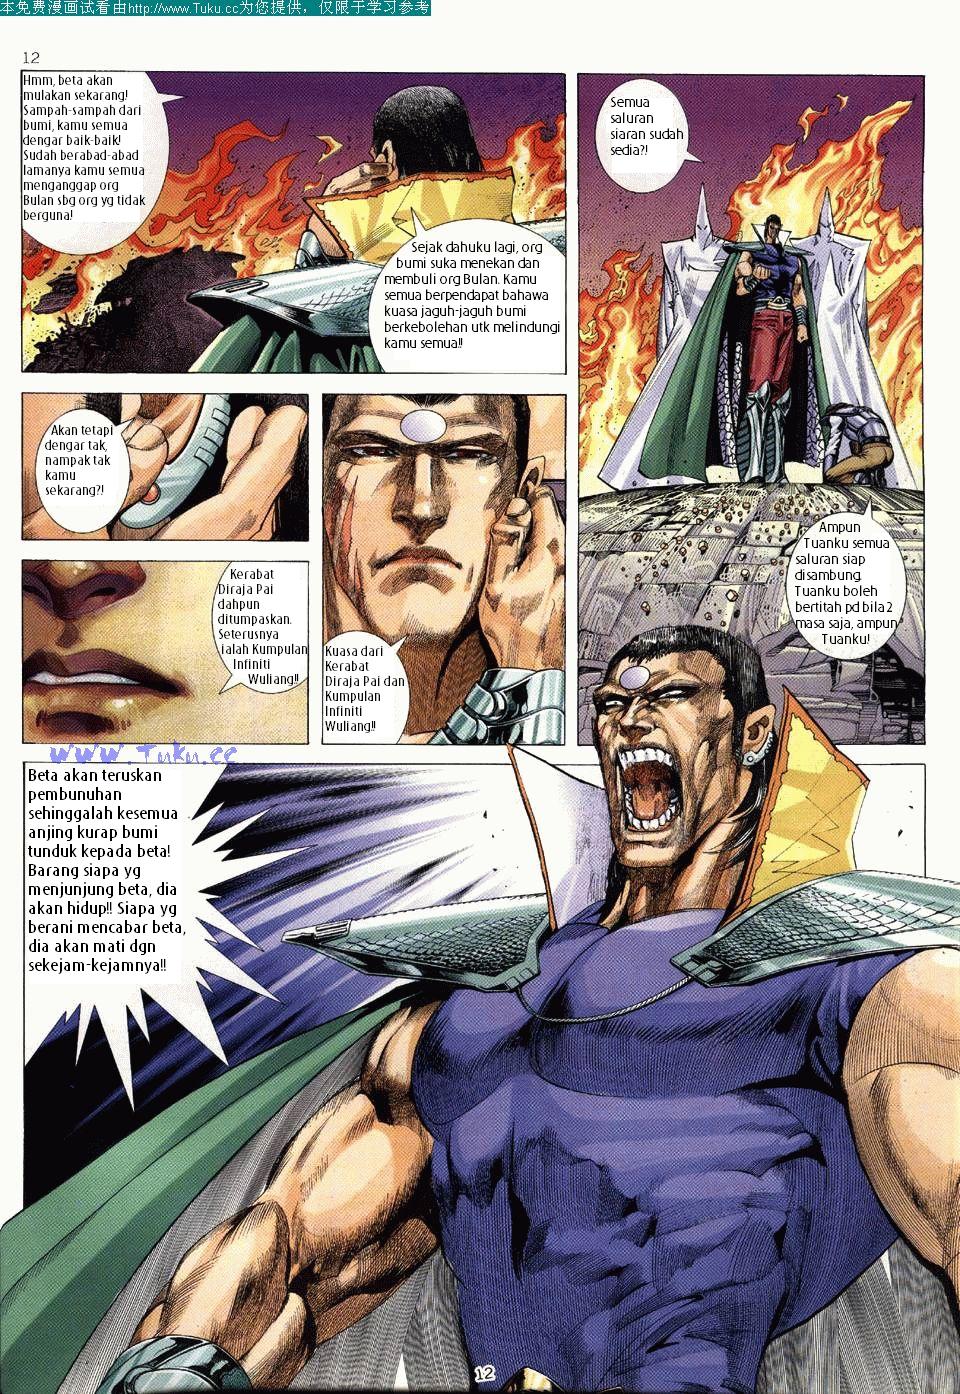 本免费漫画试看由http://www.Tuku.cc为您提供，仅限于学习参考
12
Hmm, beta akan
mulakan sekarang!
Sampah-sampah dari
bumi, kamu semua
dengar baik-baik!
Sudah berabad-abad
lamanya kamu semua
menganggap org
Bulan sbg org yg tidak
berguna!
Sejak dahuku lagi, org
bumi suka menekan dan
membuli org Bulan. Kamu
semua berpendapat bahawa
kuasa jaguh-jaguh bumi
berkebolehan utk melindungi
kamu semua!!
Semua
saluran
siaran sudah
sedia?!
Ampun
Tuanku semua
saluran siap
disambung.
Tuanku boleh
bertitah pd bila2
masa saja, ampun
Tuanku!
Akan tetapi
dengar tak,
nampak tak
kamu
sekarang?!
Kuasa dari
Kerabat
Diraja Pai dan
Kumpulan
Infiniti
Wuliang!!
Kerabat
Diraja Pai
dahpun
ditumpaskan.
Seterusnya
ialah Kumpulan
Infiniti
Wuliang!!
www.Tuku.cc
Beta akan teruskan
pembunuhan
sehinggalah kesemua
anjing kurap bumi
tunduk kepada beta!
Barang siapa yg
menjunjung beta, dia
akan hidup!! Siapa yg
berani mencabar beta,
dia akan mati dgn
sekejam-kejamnya!!
12